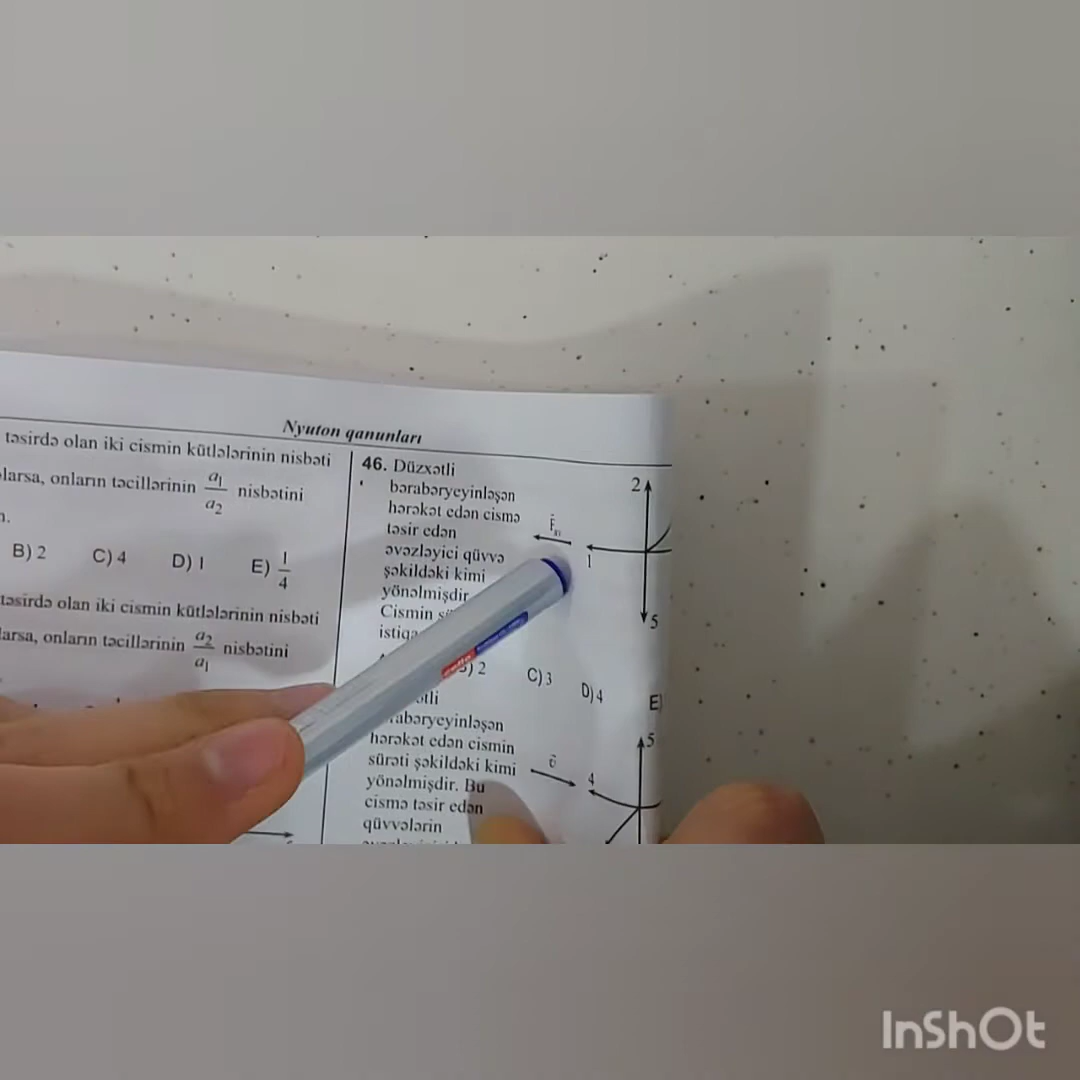 Nyuton qanunları
təsirdə olan iki cismin kütlələrinin nisbəti
larsa, onların təcillərinin a₁/a₂ nisbətini
B) 2 C) 4 D) 1 E) 1/4
təsirdə olan iki cismin kütlələrinin nisbəti
larsa, onların təcillərinin a₂/a₁ nisbətini
46. Düzxətli
bərabəryeyinləşən
hərəkət edən cismə
təsir edən
əvəzləyici qüvvə
şəkildəki kimi
yönəlmişdir
Cismin
2
1
5
2 C) 3 D) 4 E)
hərəkət edən cismin
sürəti şəkildəki kimi
yönəlmişdir. Bu
cismə təsir edən
qüvvələrin
5
4
InShOt